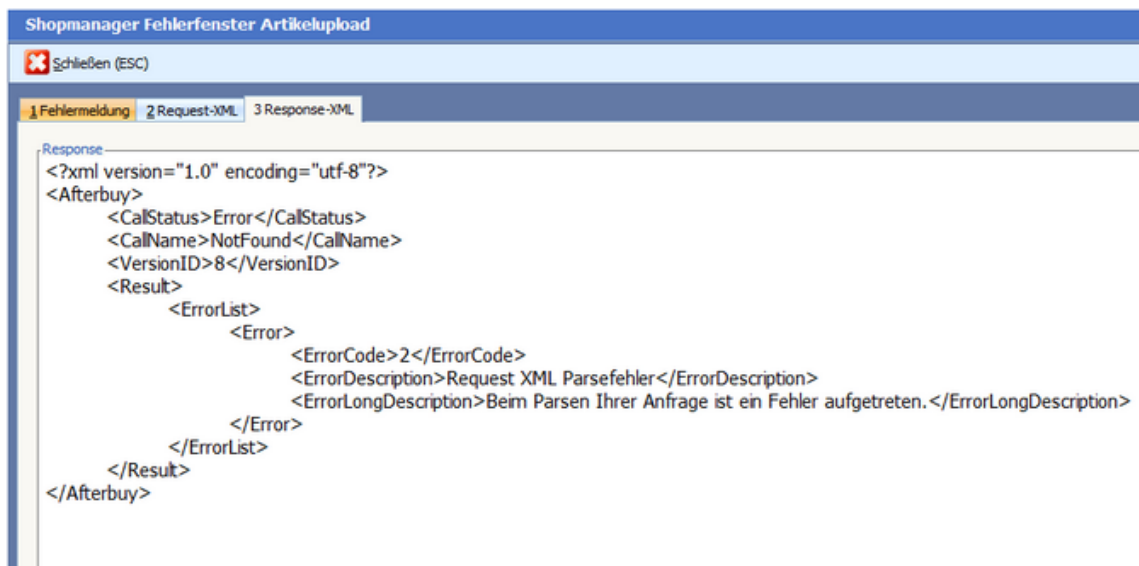 Shopmanager Fehlerfenster Artikelupload
Schließen (ESC)
1 Fehlermeldung 2 Request-XML 3 Response-XML
Response
<?xml version="1.0" encoding="utf-8"?>
<Afterbuy>
<CallStatus>Error</CallStatus>
<CallName>NotFound</CallName>
<VersionID>8</VersionID>
<Result>
<ErrorList>
<Error>
<ErrorCode>2</ErrorCode>
<ErrorDescription>Request XML Parsefehler</ErrorDescription>
<ErrorLongDescription>Beim Parsen Ihrer Anfrage ist ein Fehler aufgetreten.</ErrorLongDescription>
</Error>
</ErrorList>
</Result>
</Afterbuy>